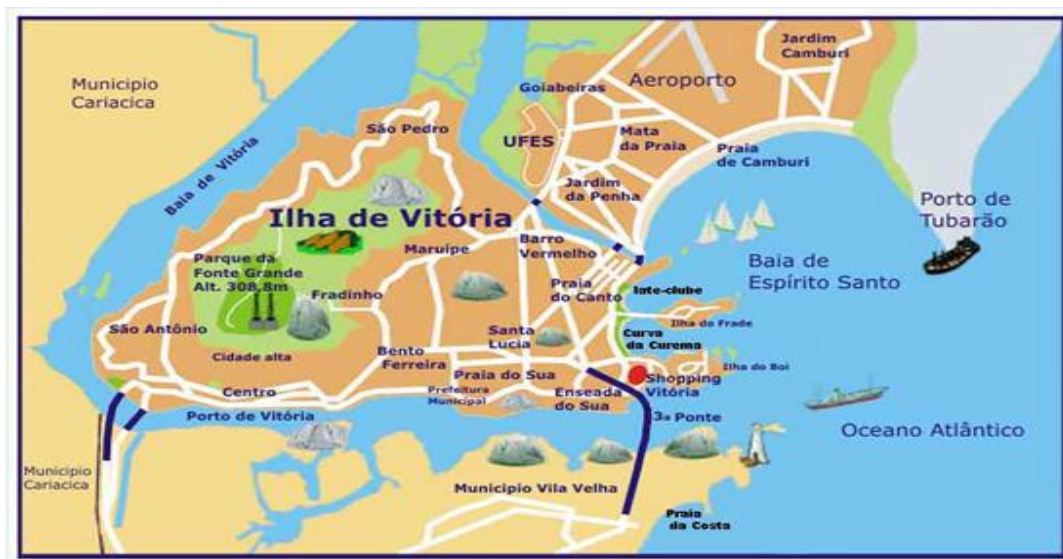 Jardim
Camburi
Municipio
Cariacica
Aeroporto
Goiabeiras
São Pedro
UFES
Mata
da Praia
Praia
de Camburi
Baia de Vitória
Jardim
da Penha
Porto de
Tubarão
Ilha de Vitória
Barro
Vermelho
Maruipe
Parque da
Fonte Grande
Alt. 308,8m
Baia de
Espírito Santo
Fradinho
Praia
do Canto
Iate-clube
Ilha do Frade
São Antônio
Santa
Lucia
Curva
da Curema
Cidade alta
Bento
Ferreira
Praia do Sua
Ilha do Boi
Shopping
Vitória
Centro
Prefeitura
Municipal
Enseada
do Sua
Porto de Vitória
3a Ponte
Oceano Atlântico
Municipio
Cariacica
Municipio Vila Velha
Praia
da Costa